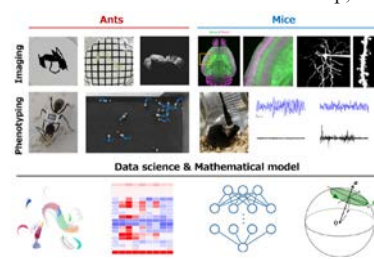 Ants
Mice
Imaging
Phenotyping
Data science & Mathematical model